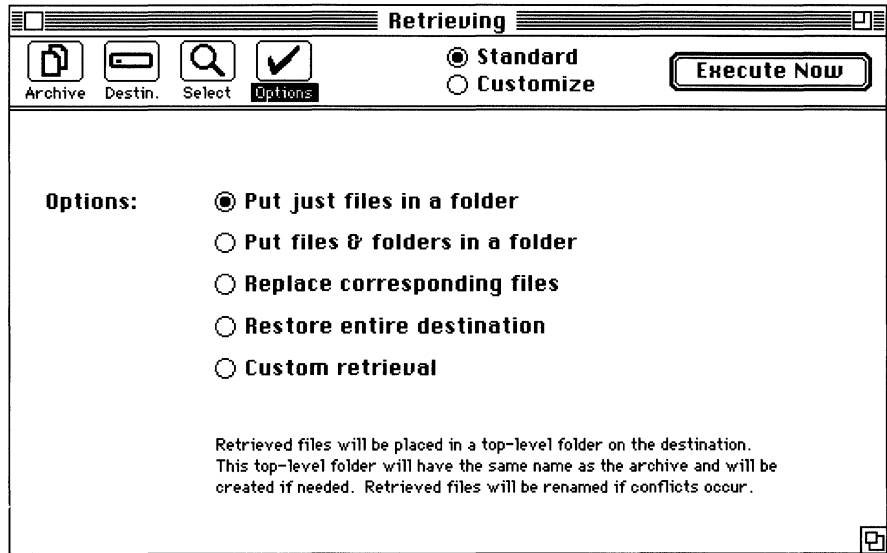 Retrieving
Archive Destin. Select Options
Standard
Customize
Execute Now
Options:
Put just files in a folder
Put files & folders in a folder
Replace corresponding files
Restore entire destination
Custom retrieval
Retrieved files will be placed in a top-level folder on the destination.
This top-level folder will have the same name as the archive and will be
created if needed. Retrieved files will be renamed if conflicts occur.